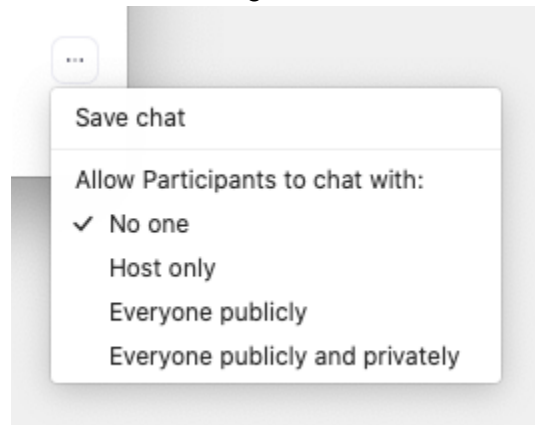 Save chat
Allow Participants to chat with:
✓ No one
Host only
Everyone publicly
Everyone publicly and privately